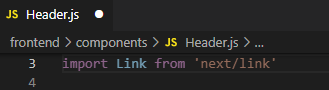 JS Header.js
frontend > components > JS Header.js > ...
3 import Link from 'next/link'
4